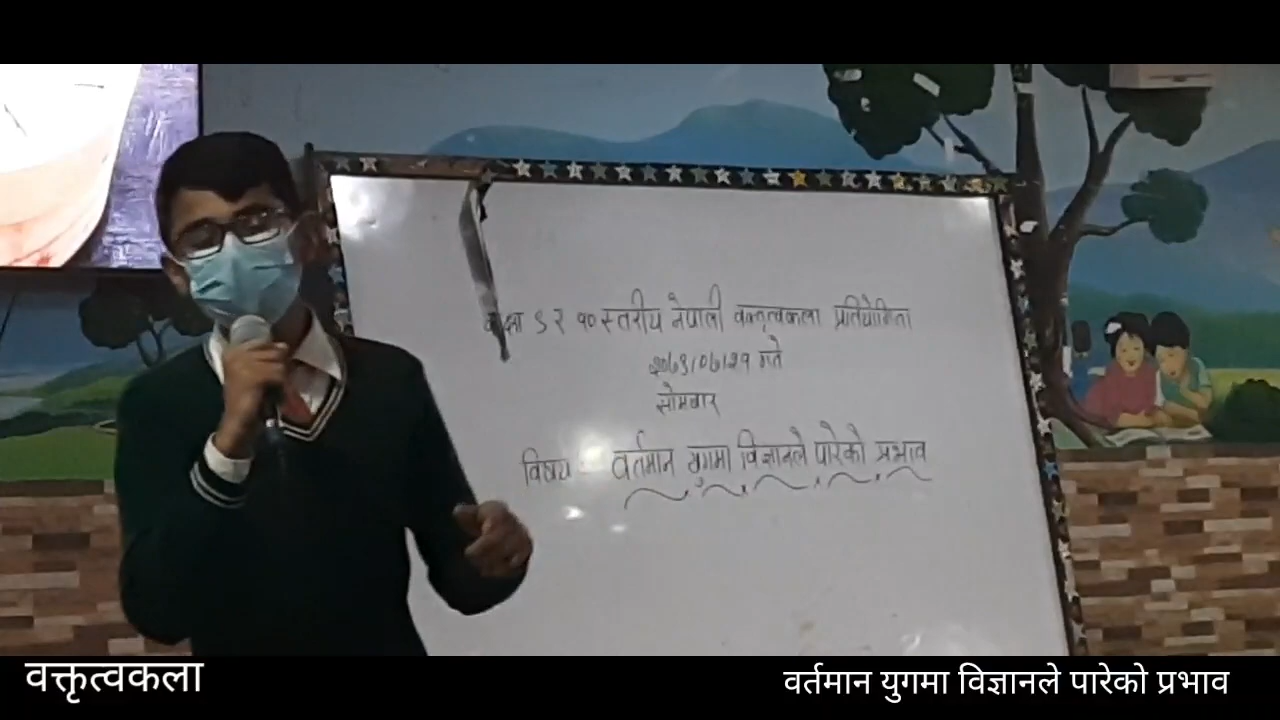 कक्षा ९ र १० स्तरीय नेपाली वक्तृत्वकला प्रतियोगिता
गते
सोमबार
विषय :- वर्तमान युगमा विज्ञानले पारेको प्रभाव
वक्तृत्वकला
वर्तमान युगमा विज्ञानले पारेको प्रभाव